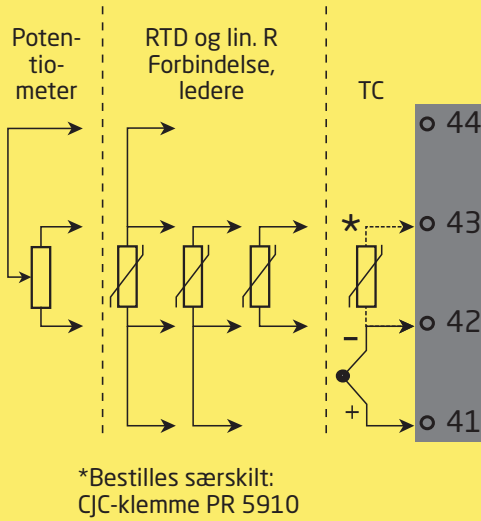 Poten-
tio-
meter
RTD og lin. R
Forbindelse,
ledere
TC
44
*
43
42
–
+
41
*Bestilles særskilt:
CJC-klemme PR 5910